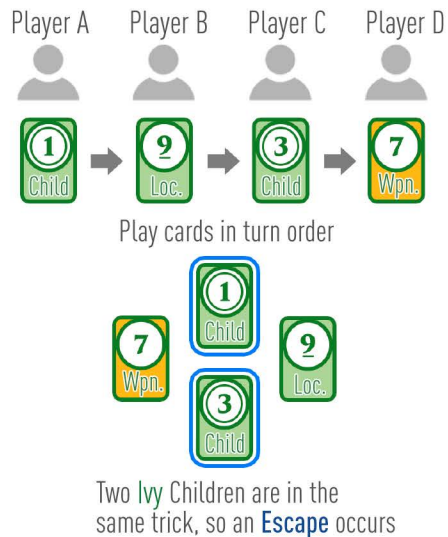 Player A Player B Player C Player D
1 9 3 7
Child Loc. Child Wpn.
Play cards in turn order
1
Child
7
Wpn.
9
Loc.
3
Child
Two Ivy Children are in the
same trick, so an Escape occurs